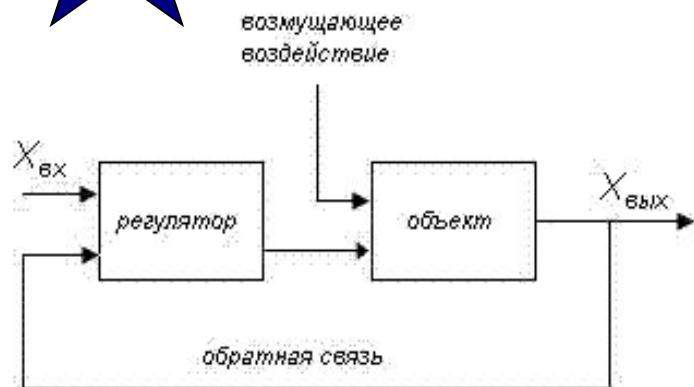 возмущающее
воздействие
Xвх
регулятор
объект
Xвых
обратная связь